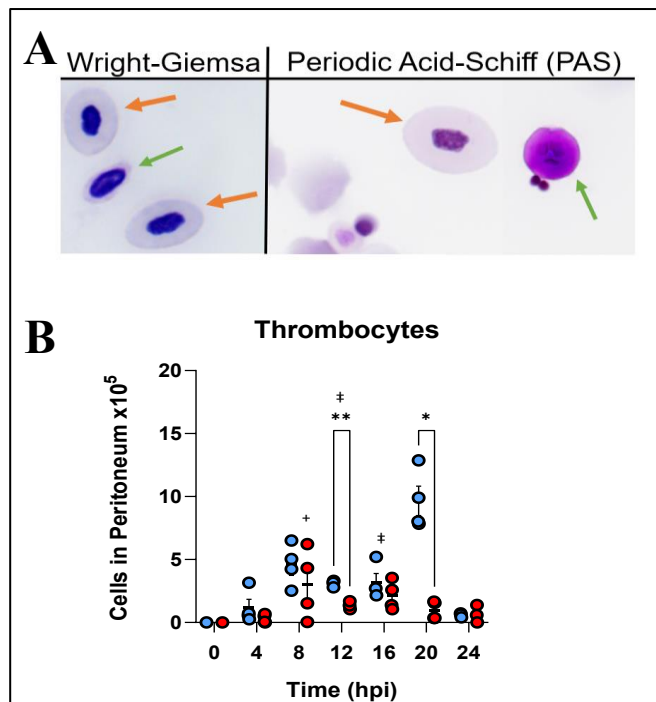 A
Wright-Giemsa
Periodic Acid-Schiff (PAS)
B
Thrombocytes
Cells in Peritoneum x10⁵
20
15
10
5
0
+
‡
**
‡
*
0 4 8 12 16 20 24
Time (hpi)